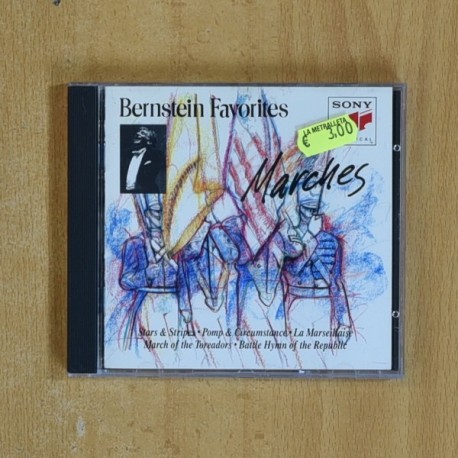 Bernstein Favorites
SONY
LA METRALLETA
€ 3.00
CAL
Marches
Stars & Stripes • Pomp & Circumstance • La Marseillaise
March of the Toreadors • Battle Hymn of the Republic